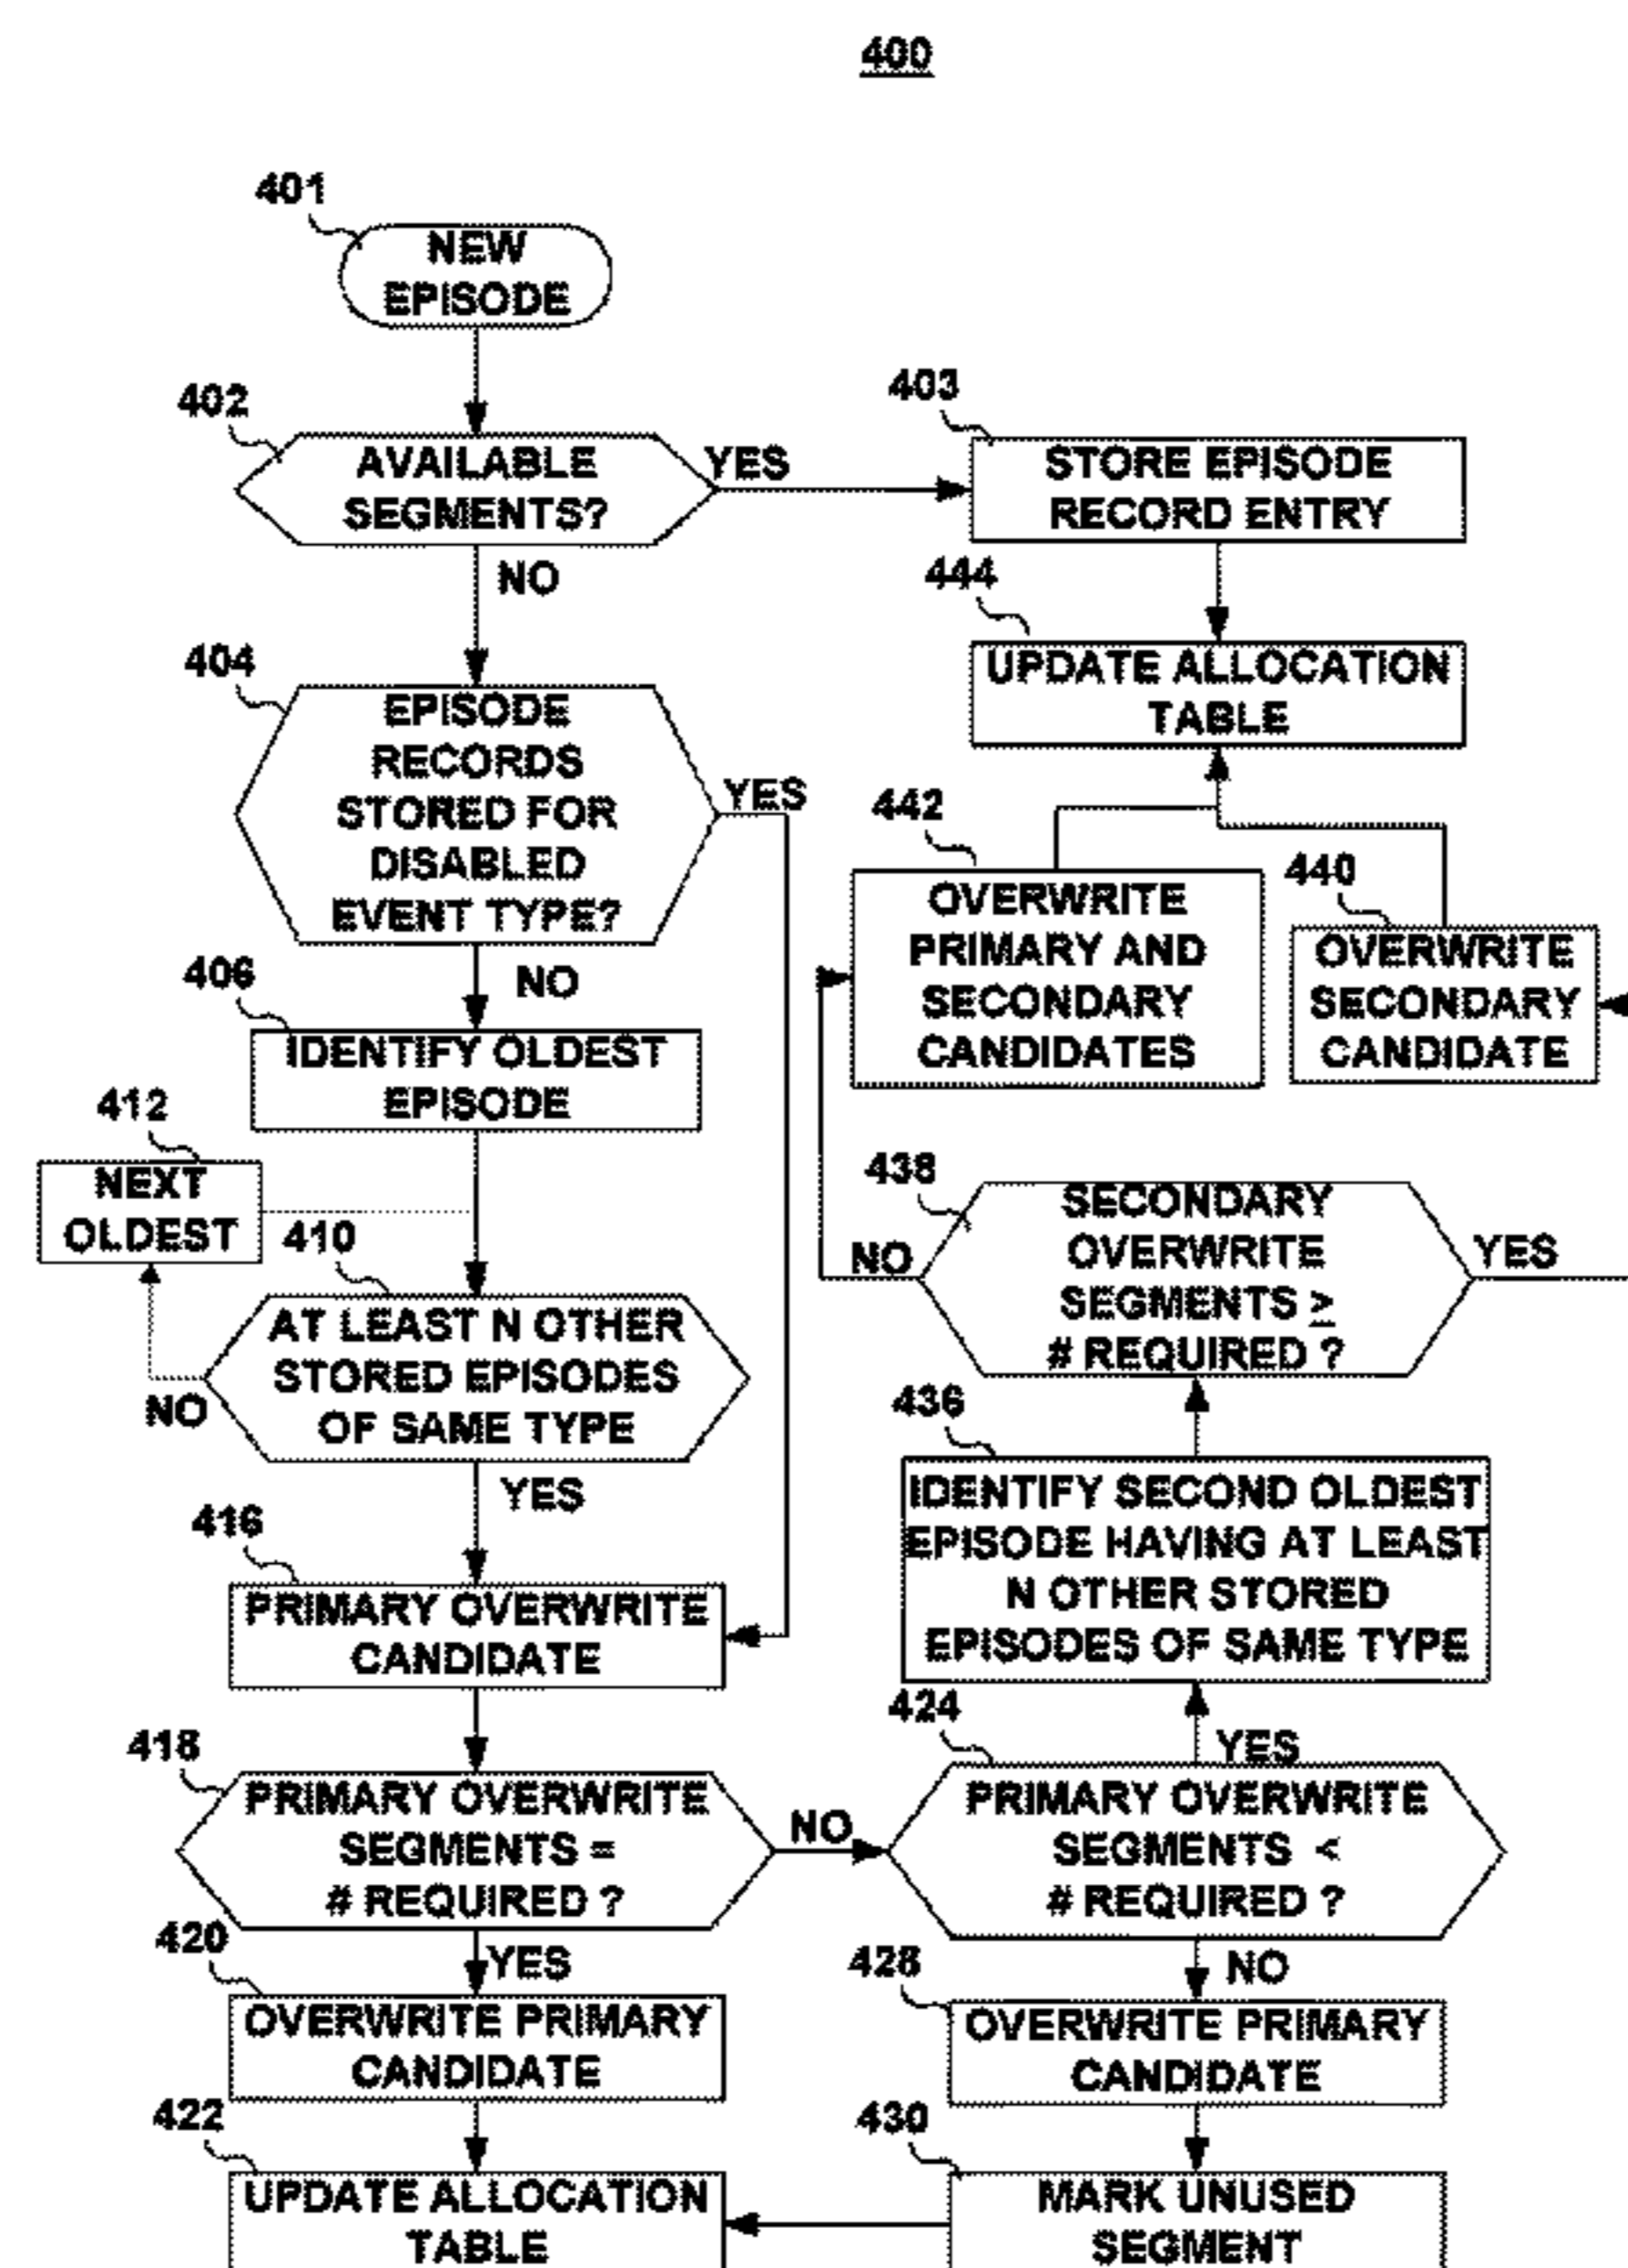 400
401
NEW
EPISODE
402
AVAILABLE
SEGMENTS?
YES
NO
403
STORE EPISODE
RECORD ENTRY
444
UPDATE ALLOCATION
TABLE
404
EPISODE
RECORDS
STORED FOR
DISABLED
EVENT TYPE?
YES
NO
442
OVERWRITE
PRIMARY AND
SECONDARY
CANDIDATES
440
OVERWRITE
SECONDARY
CANDIDATE
406
IDENTIFY OLDEST
EPISODE
412
NEXT
OLDEST
410
AT LEAST N OTHER
STORED EPISODES
OF SAME TYPE
NO
YES
438
SECONDARY
OVERWRITE
SEGMENTS ≥
# REQUIRED ?
NO
YES
436
IDENTIFY SECOND OLDEST
EPISODE HAVING AT LEAST
N OTHER STORED
EPISODES OF SAME TYPE
416
PRIMARY OVERWRITE
CANDIDATE
418
PRIMARY OVERWRITE
SEGMENTS =
# REQUIRED ?
NO
YES
424
YES
PRIMARY OVERWRITE
SEGMENTS <
# REQUIRED ?
NO
420
OVERWRITE PRIMARY
CANDIDATE
428
OVERWRITE PRIMARY
CANDIDATE
422
UPDATE ALLOCATION
TABLE
430
MARK UNUSED
SEGMENT